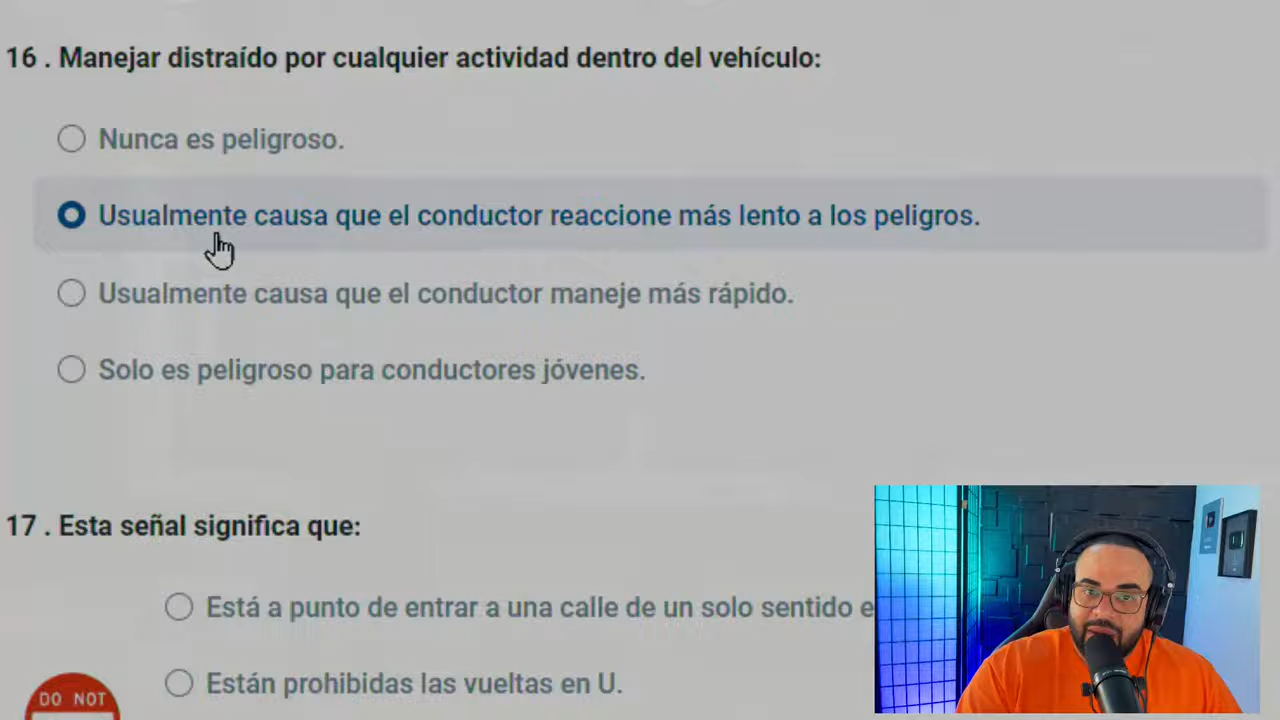 16 . Manejar distraído por cualquier actividad dentro del vehículo:
Nunca es peligroso.
Usualmente causa que el conductor reaccione más lento a los peligros.
Usualmente causa que el conductor maneje más rápido.
Solo es peligroso para conductores jóvenes.
17 . Esta señal significa que:
Está a punto de entrar a una calle de un solo sentido e
Están prohibidas las vueltas en U.
DO NOT